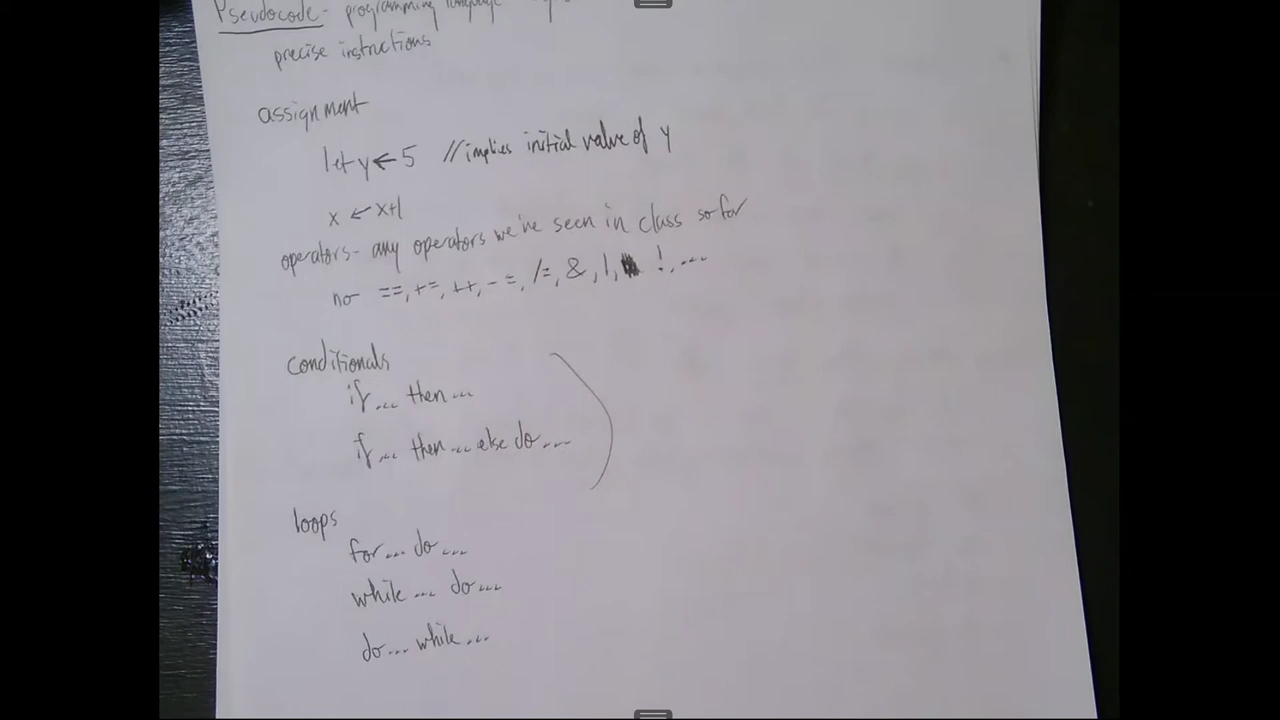 Pseudocode - programming language
precise instructions
assignment
let y ← 5 //implies initial value of y
x ← x+1
operators - any operators we've seen in class so far
no ==, +=, ++, -=, /=, &, |, !, ...
conditionals
if ... then ...
if ... then ... else do ...
loops
for ... do ...
while ... do ...
do ... while ...